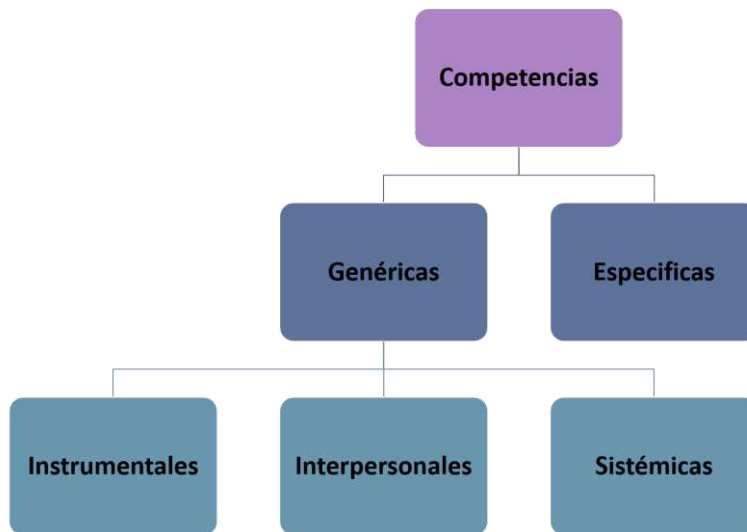 Competencias
Genéricas
Especificas
Instrumentales
Interpersonales
Sistémicas